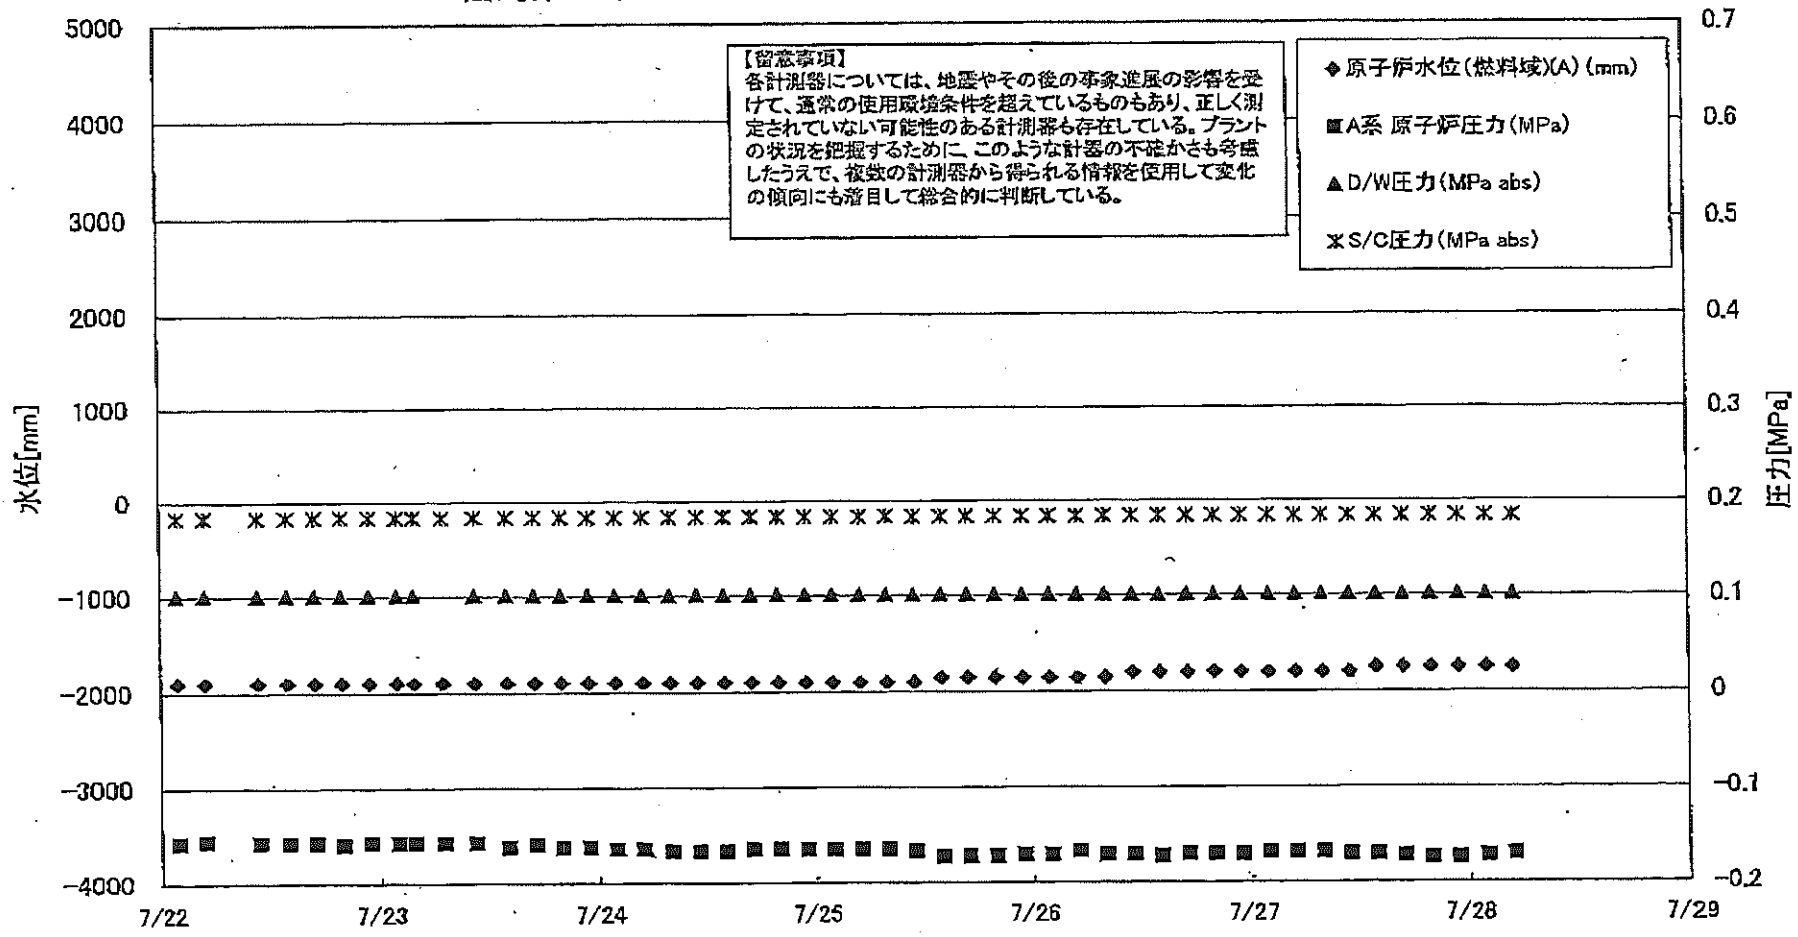 5000
4000
3000
2000
1000
0
-1000
-2000
-3000
-4000
水位[mm]
【留意事項】
各計測器については、地震やその後の事象進展の影響を受
けて、通常の使用環境条件を超えているものもあり、正しく測
定されていない可能性のある計測器も存在している。プラント
の状況を把握するために、このような計器の不確かさも考慮
したうえで、複数の計測器から得られる情報を使用して変化
の傾向にも着目して総合的に判断している。
◆原子炉水位(燃料域)(A)(mm)
■A系 原子炉圧力(MPa)
▲D/W圧力(MPa abs)
S/C圧力(MPa abs)
0.7
0.6
0.5
0.4
0.3
0.2
0.1
0
-0.1
-0.2
圧力[MPa]
7/22
7/23
7/24
7/25
7/26
7/27
7/28
7/29